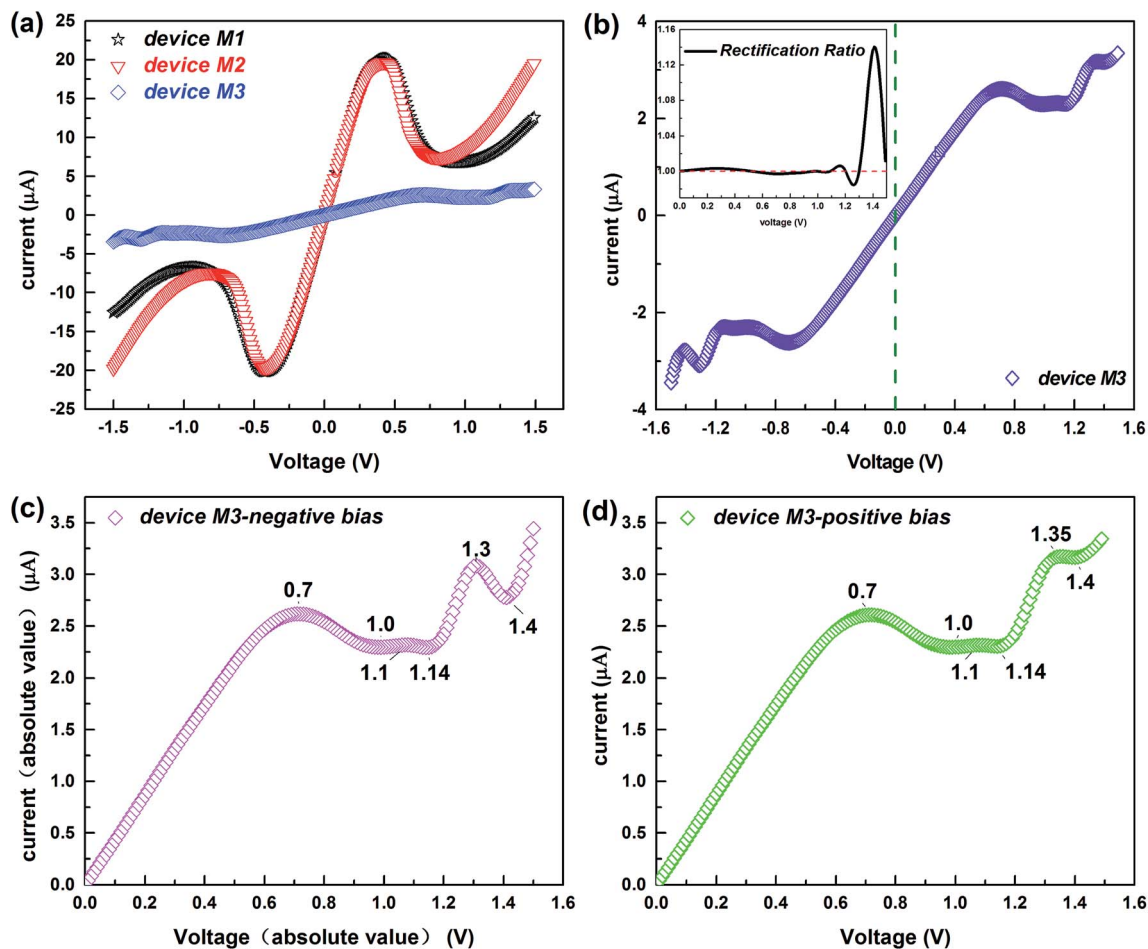 (a)
device M1
device M2
device M3
25
20
15
10
5
0
-5
-10
-15
-20
-25
current (μA)
-1.5 -1.0 -0.5 0.0 0.5 1.0 1.5
Voltage (V)
(b)
4
2
0
-2
-4
current (μA)
1.16
1.12
1.08
1.04
1.00
Rectification Ratio
0.0 0.2 0.4 0.6 0.8 1.0 1.2 1.4
voltage (V)
device M3
-1.6 -1.2 -0.8 -0.4 0.0 0.4 0.8 1.2 1.6
Voltage (V)
(c)
device M3-negative bias
3.5
3.0
2.5
2.0
1.5
1.0
0.5
0.0
current（absolute value） (μA)
0.7
1.0
1.1
1.14
1.3
1.4
0.0 0.2 0.4 0.6 0.8 1.0 1.2 1.4 1.6
Voltage（absolute value）(V)
(d)
device M3-positive bias
3.5
3.0
2.5
2.0
1.5
1.0
0.5
0.0
current (μA)
0.7
1.0
1.1
1.14
1.35
1.4
0.0 0.2 0.4 0.6 0.8 1.0 1.2 1.4 1.6
Voltage (V)